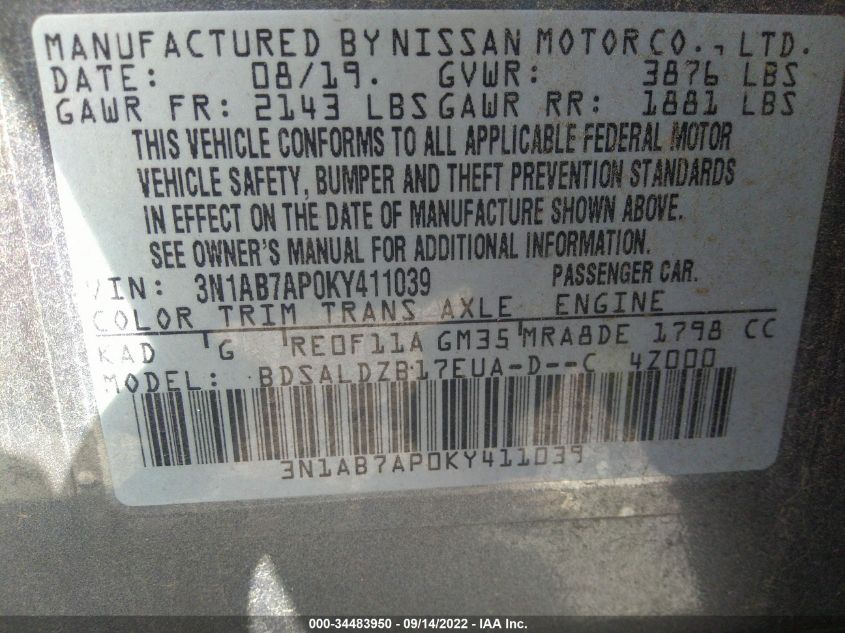 MANUFACTURED BY NISSAN MOTOR CO., LTD.
DATE: 08/19. GVWR: 3876 LBS
GAWR FR: 2143 LBS GAWR RR: 1881 LBS
THIS VEHICLE CONFORMS TO ALL APPLICABLE FEDERAL MOTOR
VEHICLE SAFETY, BUMPER AND THEFT PREVENTION STANDARDS
IN EFFECT ON THE DATE OF MANUFACTURE SHOWN ABOVE.
SEE OWNER'S MANUAL FOR ADDITIONAL INFORMATION.
VIN: 3N1AB7AP0KY411039 PASSENGER CAR.
COLOR TRIM TRANS AXLE ENGINE
KAD G RE0F11A GM35 MRA8DE 1798 CC
MODEL: BDSALDZB17EUA-D--C 4Z000
3N1AB7AP0KY411039
000-34483950 - 09/14/2022 - IAA Inc.